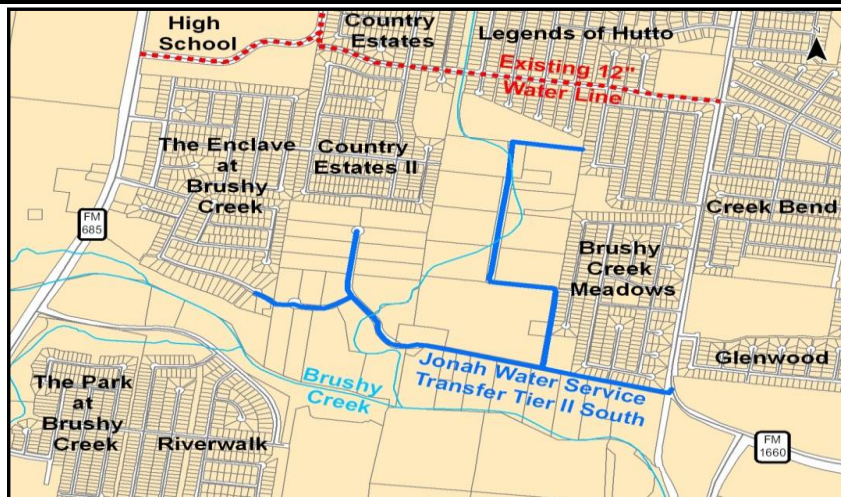 High
School
Country
Estates
Legends of Hutto
Z
Existing 12"
Water Line
The Enclave
at
Brushy
Creek
Country
Estates II
FM
685
Creek Bend
Brushy
Creek
Meadows
Glenwood
Jonah Water Service
Transfer Tier II South
Brushy
Creek
The Park
at
Brushy
Creek
Riverwalk
FM
1660